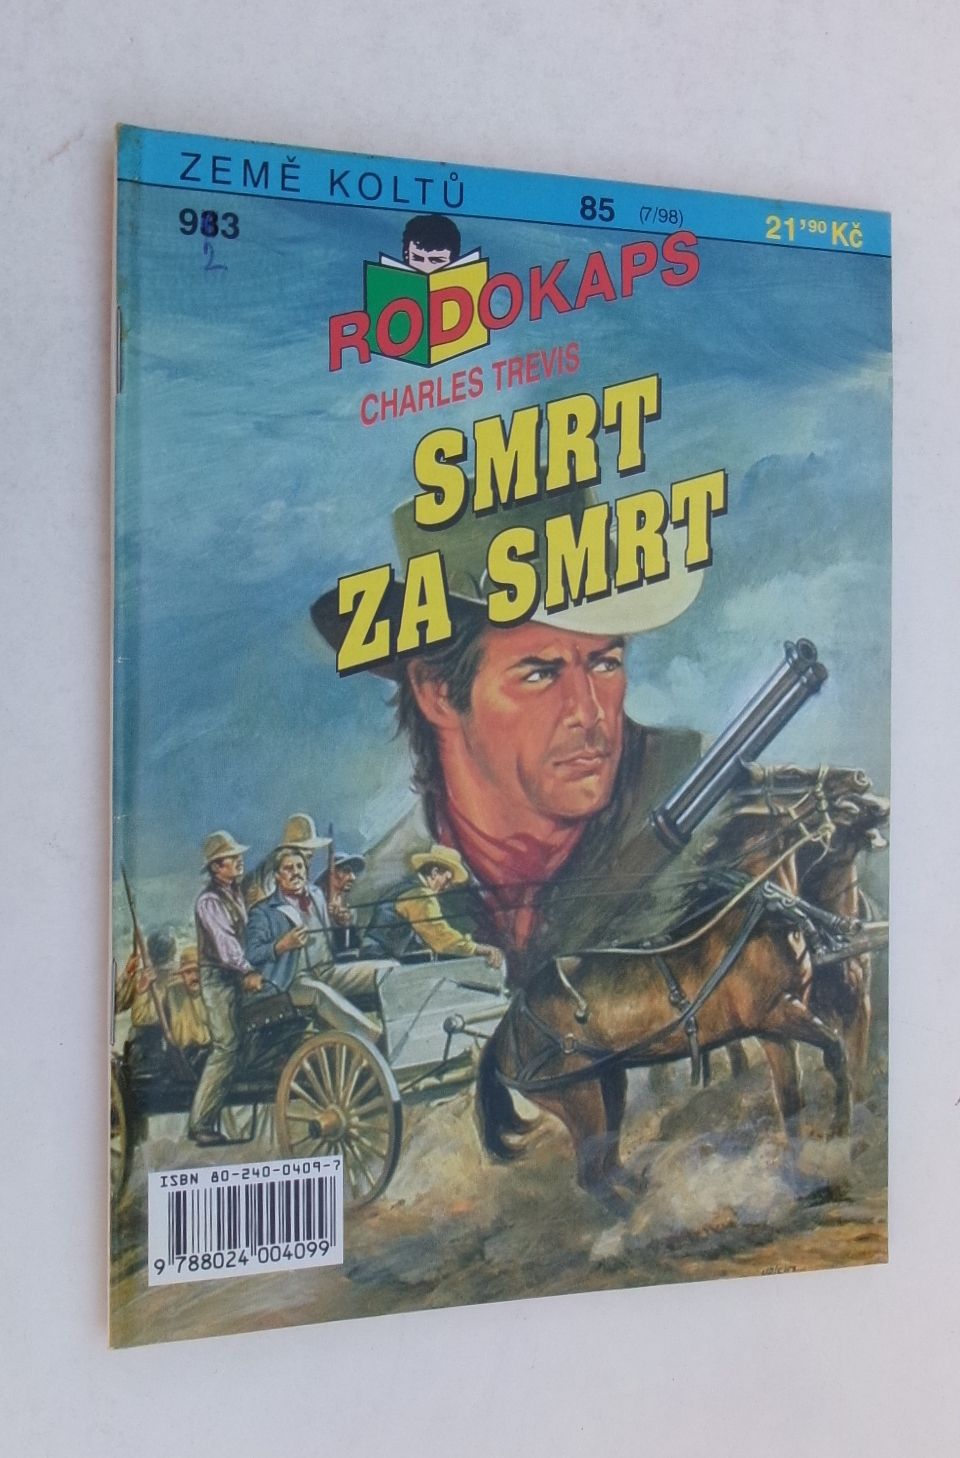 ZEMĚ KOLTŮ 85 (7/98) 21,90 Kč
983
2
RODOKAPS
CHARLES TREVIS
SMRT
ZA SMRT
ISBN 80-240-0409-7
9 788024 004099